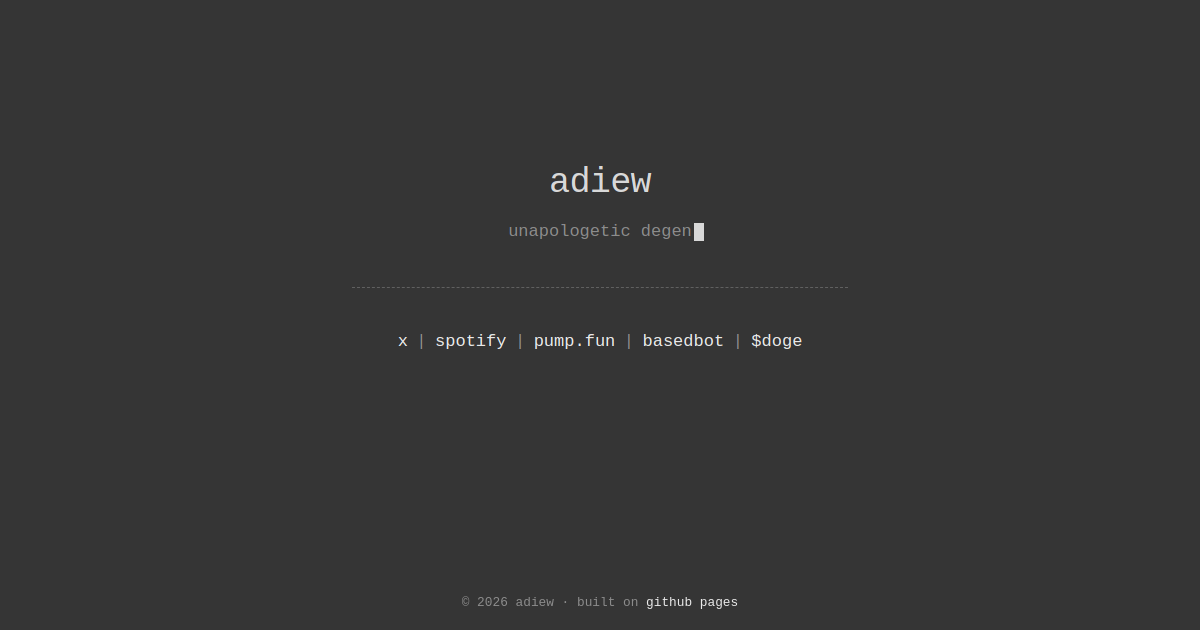 adiew
unapologetic degen
x | spotify | pump.fun | basedbot | $doge
© 2026 adiew · built on github pages